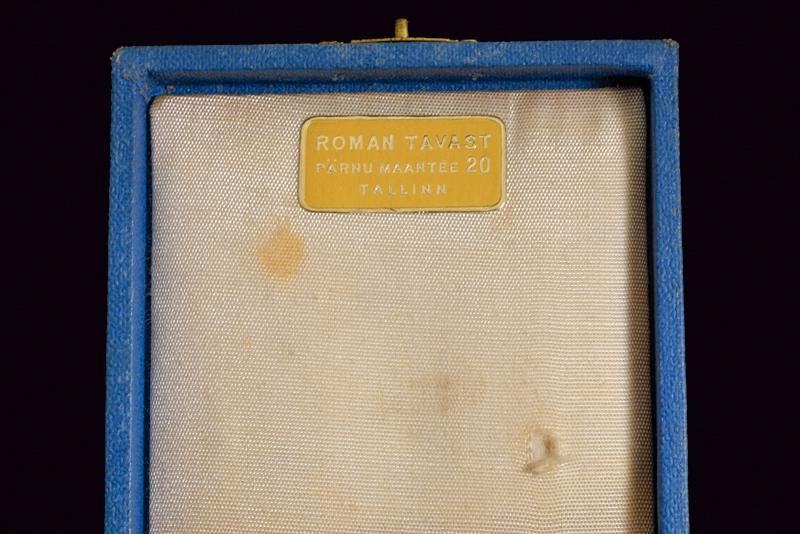 ROMAN TAVAST
PÄRNU MAANTEE 20
TALLINN